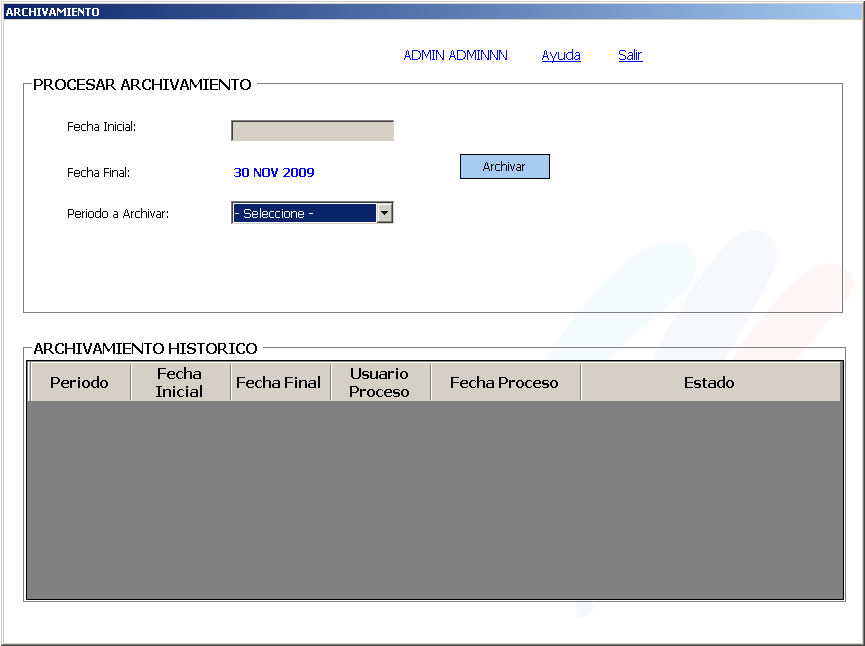 ARCHIVAMIENTO
ADMIN ADMINNN Ayuda Salir
PROCESAR ARCHIVAMIENTO
Fecha Inicial:
Fecha Final: 30 NOV 2009
Archivar
Periodo a Archivar: - Seleccione -
ARCHIVAMIENTO HISTORICO
Periodo Fecha Inicial Fecha Final Usuario Proceso Fecha Proceso Estado